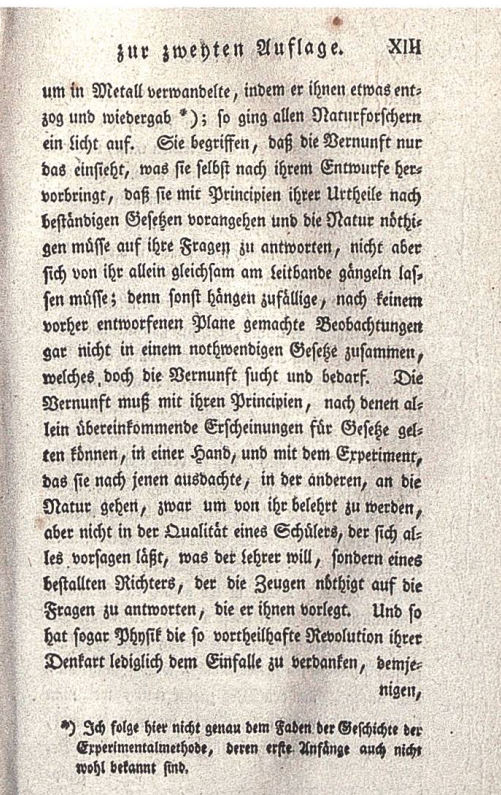 zur zweyten Auflage. XIII
um in Metall verwandelte, indem er ihnen etwas ent-
zog und wiedergab *); so ging allen Naturforschern
ein Licht auf. Sie begriffen, daß die Vernunft nur
das einsieht, was sie selbst nach ihrem Entwurfe her-
vorbringt, daß sie mit Principien ihrer Urtheile nach
beständigen Gesetzen vorangehen und die Natur nöthi-
gen müsse auf ihre Fragen zu antworten, nicht aber
sich von ihr allein gleichsam am Leitbande gängeln las-
sen müsse; denn sonst hängen zufällige, nach keinem
vorher entworfenen Plane gemachte Beobachtungen
gar nicht in einem nothwendigen Gesetze zusammen,
welches doch die Vernunft sucht und bedarf. Die
Vernunft muß mit ihren Principien, nach denen al-
lein übereinkommende Erscheinungen für Gesetze gel-
ten können, in einer Hand, und mit dem Experiment,
das sie nach jenen ausdachte, in der anderen, an die
Natur gehen, zwar um von ihr belehrt zu werden,
aber nicht in der Qualität eines Schülers, der sich al-
les vorsagen läßt, was der Lehrer will, sondern eines
bestallten Richters, der die Zeugen nöthigt auf die
Fragen zu antworten, die er ihnen vorlegt. Und so
hat sogar Physik die so vortheilhafte Revolution ihrer
Denkart lediglich dem Einfalle zu verdanken, demje-
nigen,
*) Ich folge hier nicht genau dem Faden der Geschichte der
Experimentalmethode, deren erste Anfänge auch nicht
wohl bekannt sind.